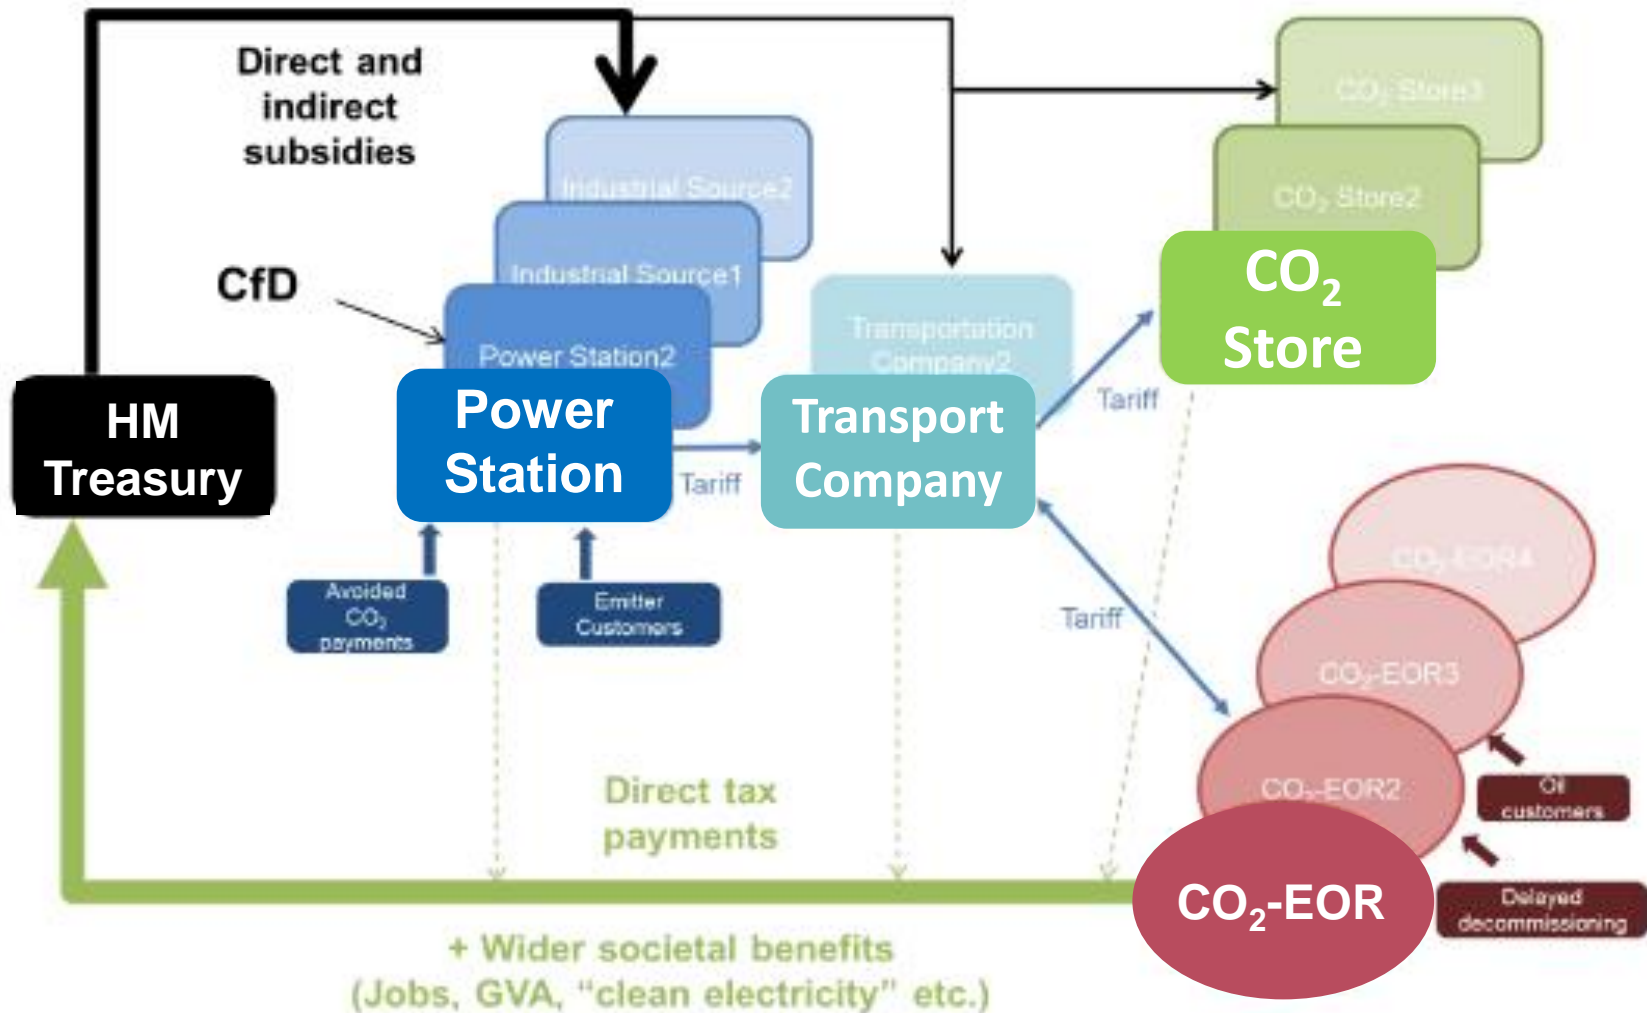 Direct and
indirect
subsidies
CO₂ Store3
Industrial Source2
CO₂ Store2
CfD
Industrial Source1
CO₂
Store
Transportation
Company2
Power Station2
Tariff
HM
Treasury
Power
Station
Tariff
Transport
Company
Avoided
CO₂
payments
Emitter
Customers
Tariff
CO₂-EOR4
CO₂-EOR3
CO₂-EOR2
Oil
customers
Direct tax
payments
CO₂-EOR
Delayed
decommissioning
+ Wider societal benefits
(Jobs, GVA, “clean electricity” etc.)